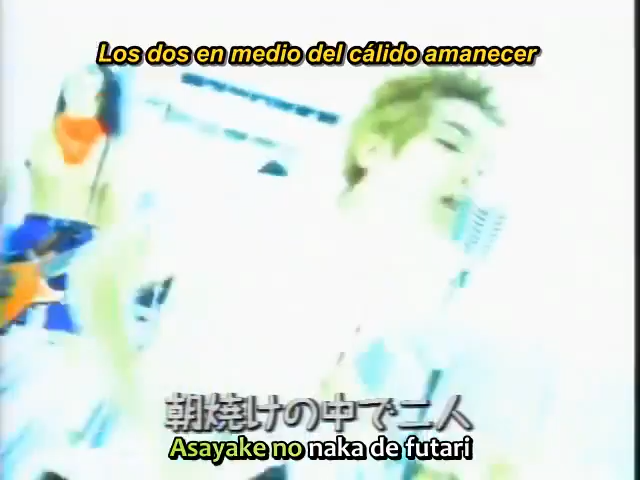 Los dos en medio del cálido amanecer
朝焼けの中で二人
Asayake no naka de futari